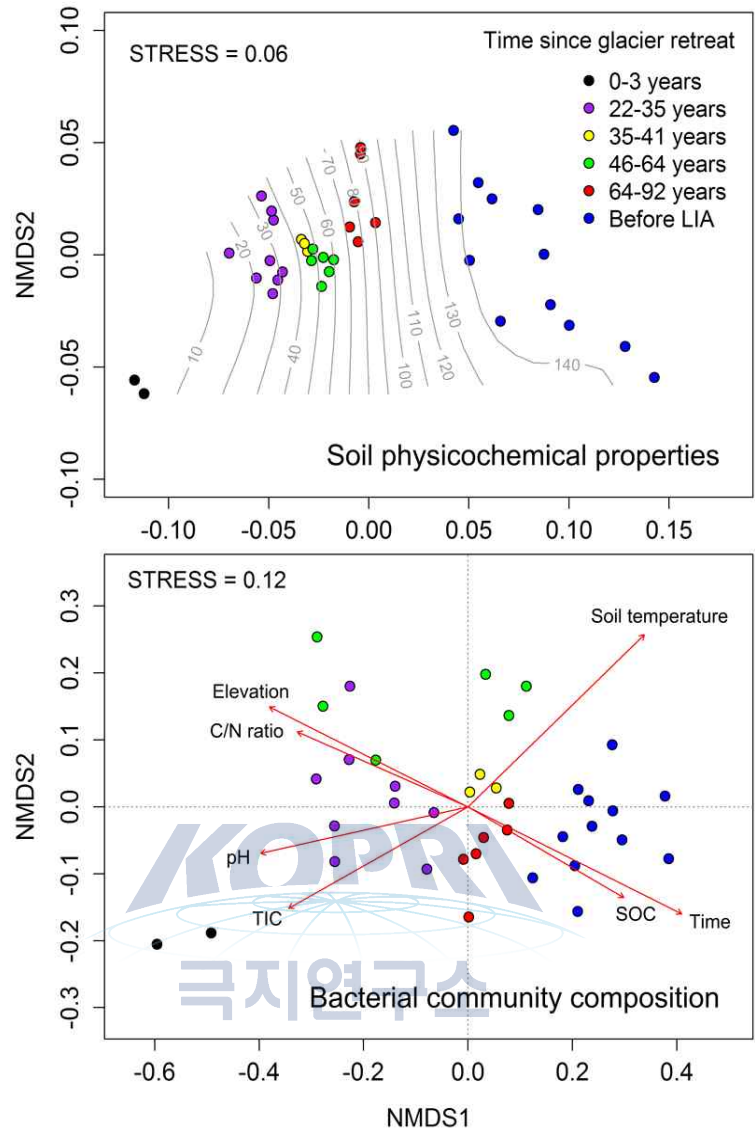 0.10
0.05
0.00
-0.05
-0.10
NMDS2
STRESS = 0.06
Time since glacier retreat
0-3 years
22-35 years
35-41 years
46-64 years
64-92 years
Before LIA
10
20
30
40
50
60
70
80
90
100
110
120
130
140
Soil physicochemical properties
-0.10
-0.05
0.00
0.05
0.10
0.15
0.3
0.2
0.1
0.0
-0.1
-0.2
-0.3
NMDS2
STRESS = 0.12
Soil temperature
Elevation
C/N ratio
pH
TIC
SOC
Time
KOPRI
극지연구소
Bacterial community composition
-0.6
-0.4
-0.2
0.0
0.2
0.4
NMDS1